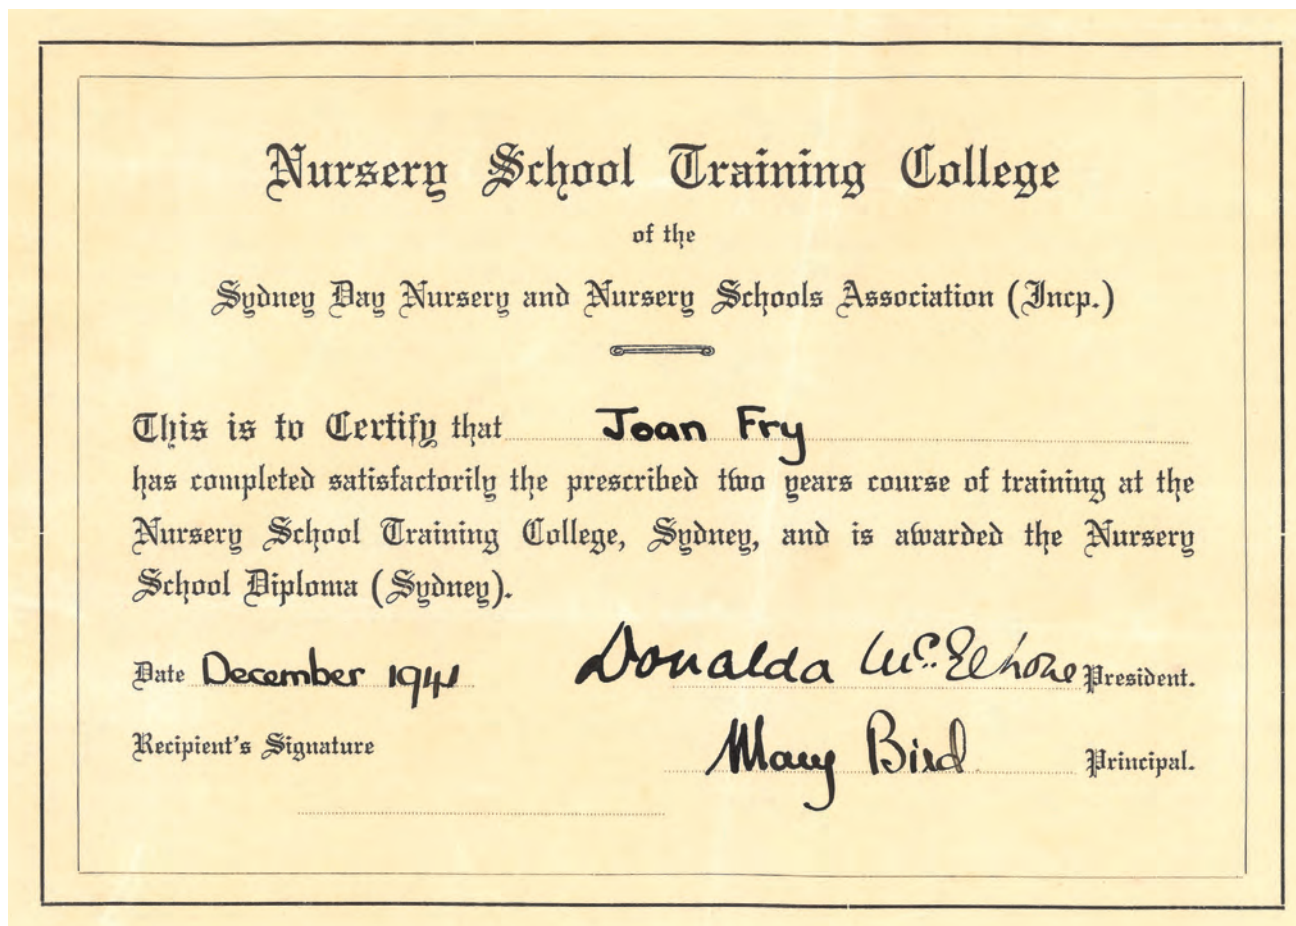 Nursery School Training College
of the
Sydney Day Nursery and Nursery Schools Association (Incp.)
This is to Certify that Joan Fry
has completed satisfactorily the prescribed two years course of training at the
Nursery School Training College, Sydney, and is awarded the Nursery
School Diploma (Sydney).
Date December 1941 Donalda McElhone President.
Recipient's Signature Mary Bird Principal.